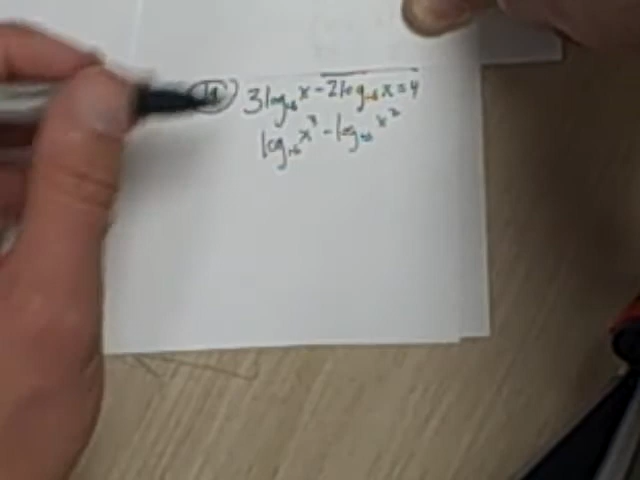 3log x - 2log x = 4
log x³ - log x²